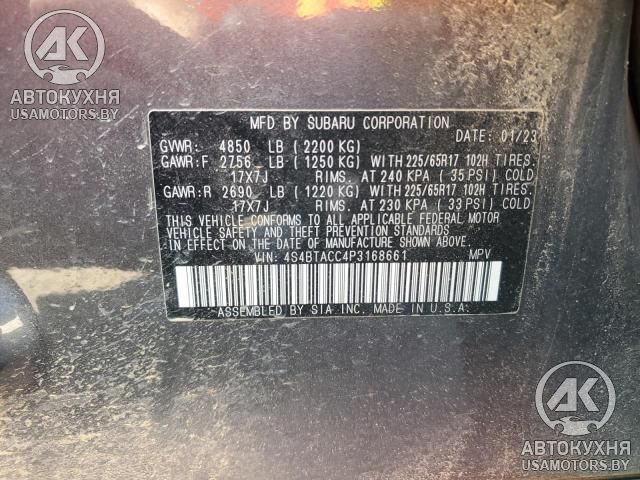 AK
АВТОКУХНЯ
USAMOTORS.BY
MFD BY SUBARU CORPORATION
DATE: 01/23
GVWR: 4850 LB (2200 KG)
GAWR:F 2756 LB (1250 KG) WITH 225/65R17 102H TIRES.
17X7J RIMS. AT 240 KPA (35 PSI) COLD
GAWR:R 2690 LB (1220 KG) WITH 225/65R17 102H TIRES.
17X7J RIMS. AT 230 KPA (33 PSI) COLD
THIS VEHICLE CONFORMS TO ALL APPLICABLE FEDERAL MOTOR
VEHICLE SAFETY AND THEFT PREVENTION STANDARDS IN
EFFECT ON THE DATE OF MANUFACTURE SHOWN ABOVE.
VIN: 4S4BTACC4P3168661 MPV
ASSEMBLED BY SIA INC. MADE IN U.S.A.
AK
АВТОКУХНЯ
USAMOTORS.BY